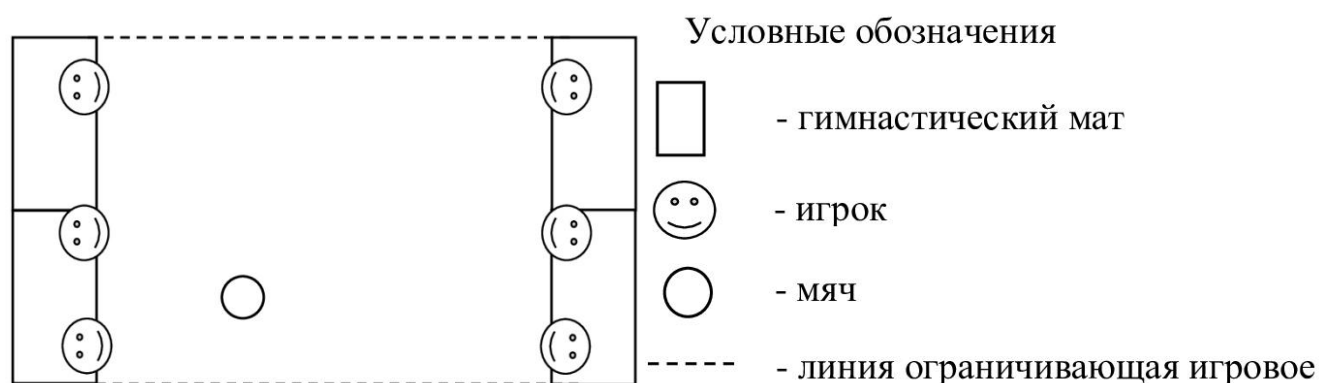 Условные обозначения
- гимнастический мат
- игрок
- мяч
- линия ограничивающая игровое